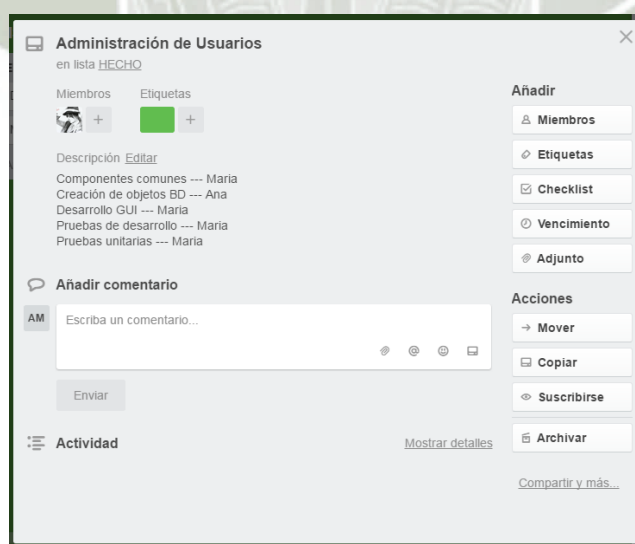 Administración de Usuarios
en lista HECHO
Miembros Etiquetas
+ +
Descripción Editar
Componentes comunes --- Maria
Creación de objetos BD --- Ana
Desarrollo GUI --- Maria
Pruebas de desarrollo --- Maria
Pruebas unitarias --- Maria
Añadir comentario
AM
Escriba un comentario...
@
Enviar
Actividad
Mostrar detalles
Añadir
Miembros
Etiquetas
Checklist
Vencimiento
Adjunto
Acciones
Mover
Copiar
Suscribirse
Archivar
Compartir y más...